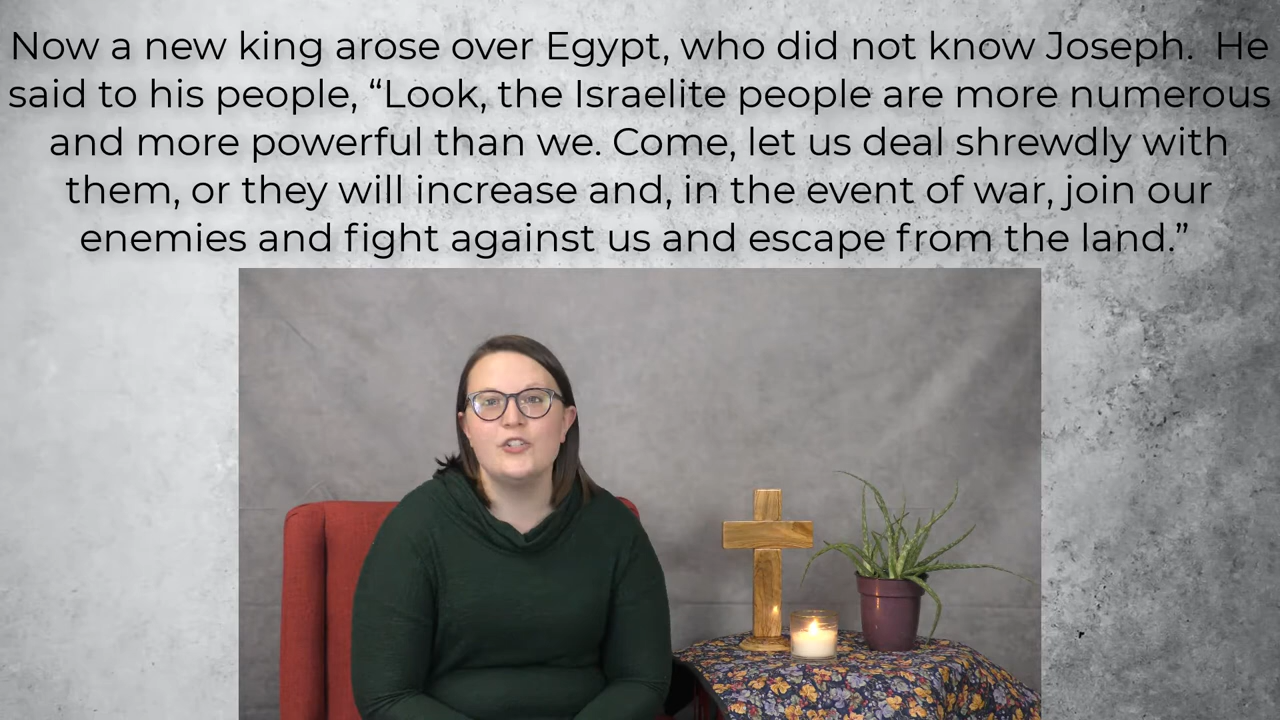 Now a new king arose over Egypt, who did not know Joseph.  He
said to his people, “Look, the Israelite people are more numerous
and more powerful than we. Come, let us deal shrewdly with
them, or they will increase and, in the event of war, join our
enemies and fight against us and escape from the land.”